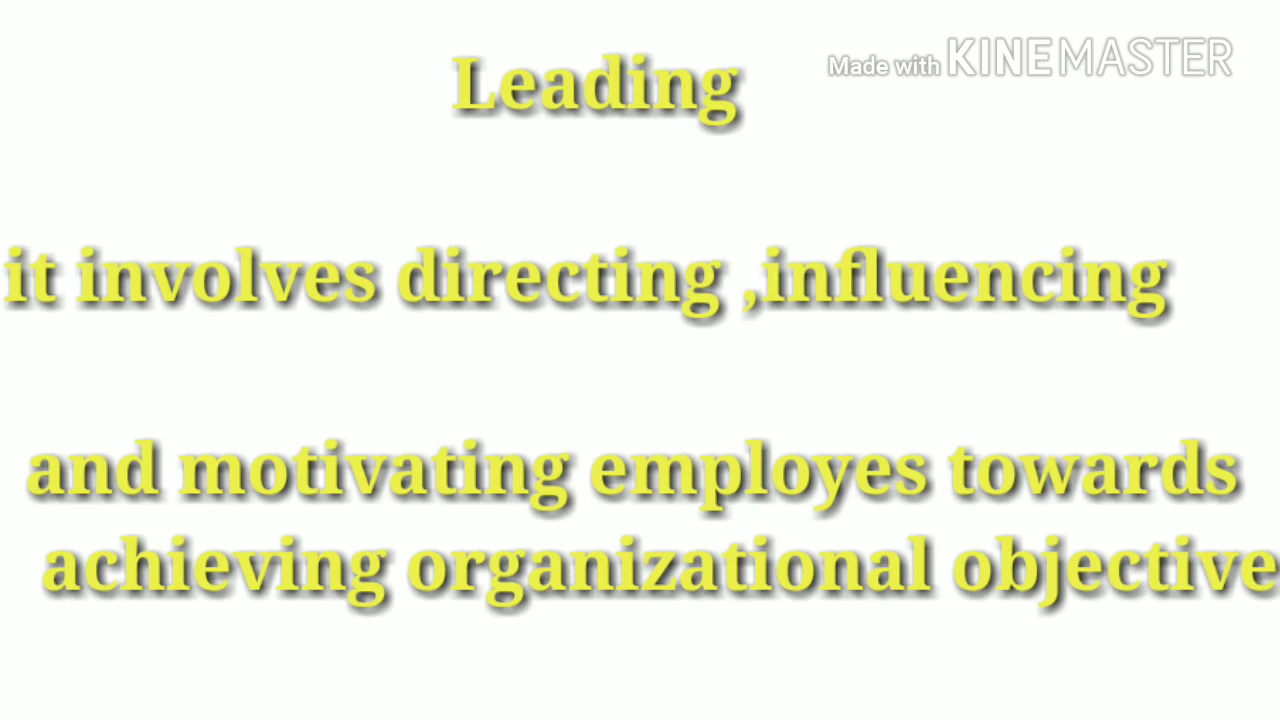 Leading
Made with KINEMASTER
it involves directing ,influencing
and motivating employes towards
achieving organizational objective